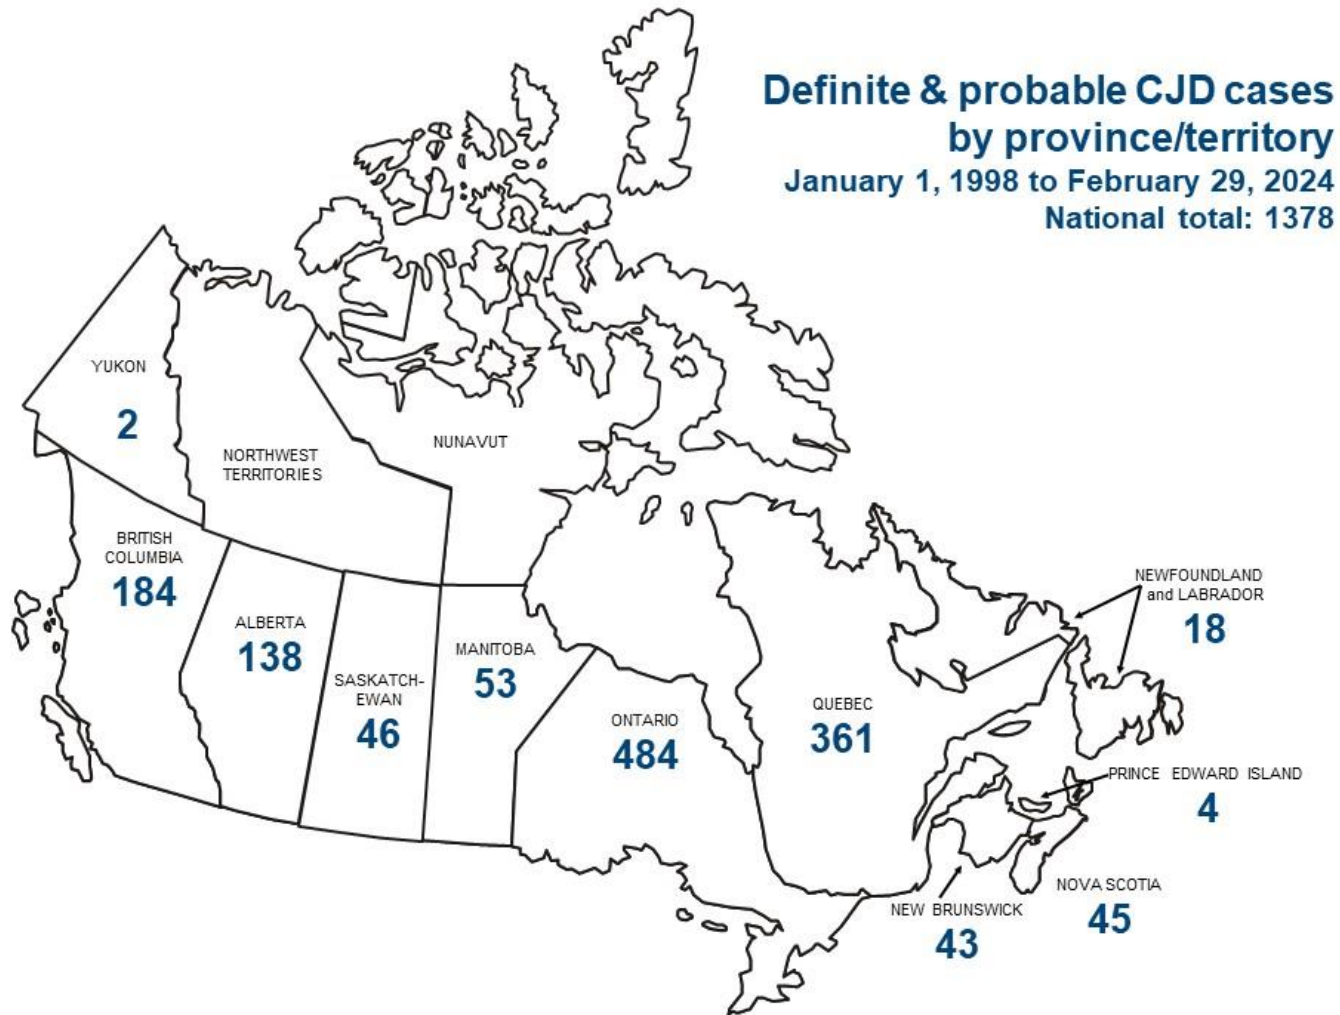 Definite & probable CJD cases
by province/territory
January 1, 1998 to February 29, 2024
National total: 1378
YUKON
2
NORTHWEST
TERRITORIES
NUNAVUT
BRITISH
COLUMBIA
184
ALBERTA
138
SASKATCH-
EWAN
46
MANITOBA
53
ONTARIO
484
QUEBEC
361
NEWFOUNDLAND
and LABRADOR
18
PRINCE EDWARD ISLAND
4
NOVA SCOTIA
45
NEW BRUNSWICK
43